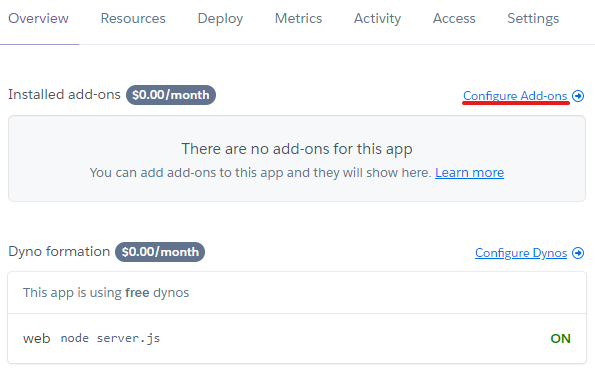 Overview Resources Deploy Metrics Activity Access Settings
Installed add-ons $0.00/month Configure Add-ons
There are no add-ons for this app
You can add add-ons to this app and they will show here. Learn more
Dyno formation $0.00/month Configure Dynos
This app is using free dynos
web node server.js ON